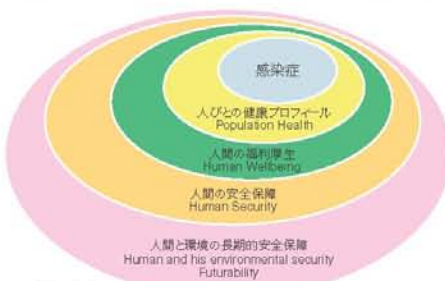 感染症
人びとの健康プロフィール
Population Health
人間の福利厚生
Human Wellbeing
人間の安全保障
Human Security
人間と環境の長期的安全保障
Human and his environmental security
Futurability